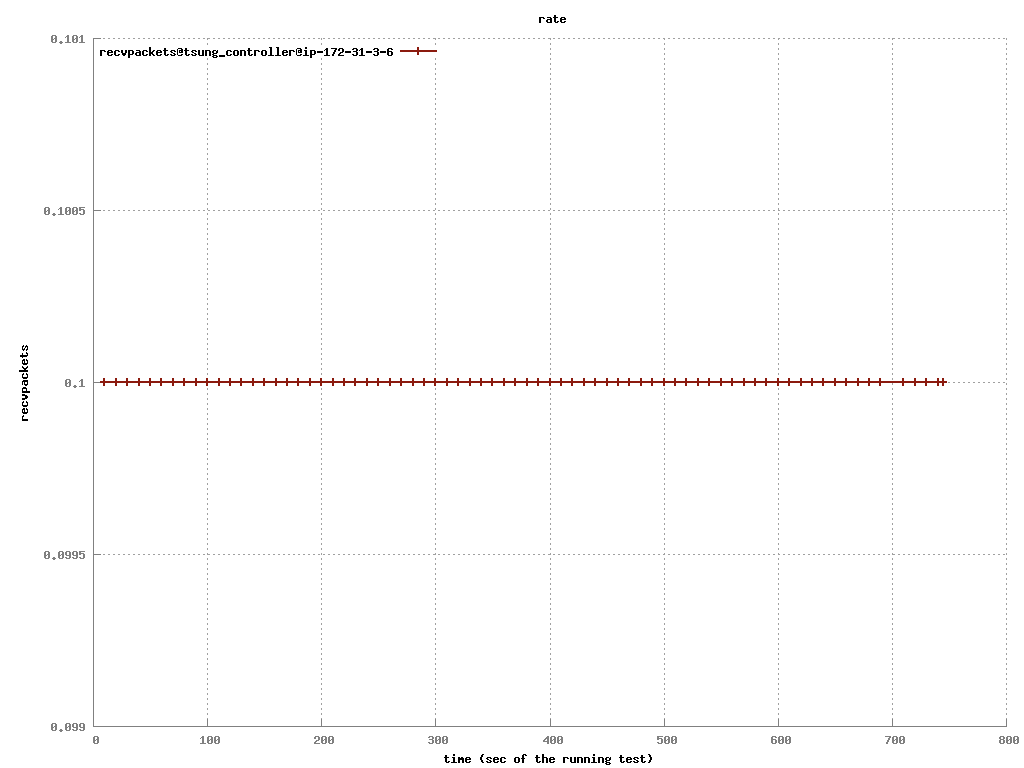 rate
0.101
recvpackets@tsung_controller@ip-172-31-3-6
0.1005
0.1
0.0995
0.099
recvpackets
0 100 200 300 400 500 600 700 800
time (sec of the running test)